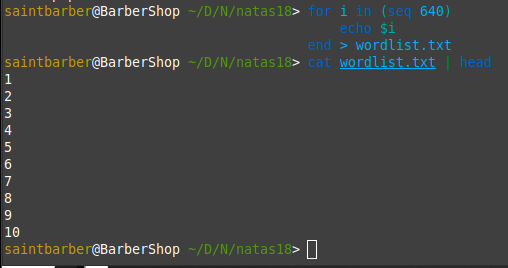 saintbarber@BarberShop ~/D/N/natas18> for i in (seq 640)
echo $i
end > wordlist.txt
saintbarber@BarberShop ~/D/N/natas18> cat wordlist.txt | head
1
2
3
4
5
6
7
8
9
10
saintbarber@BarberShop ~/D/N/natas18>